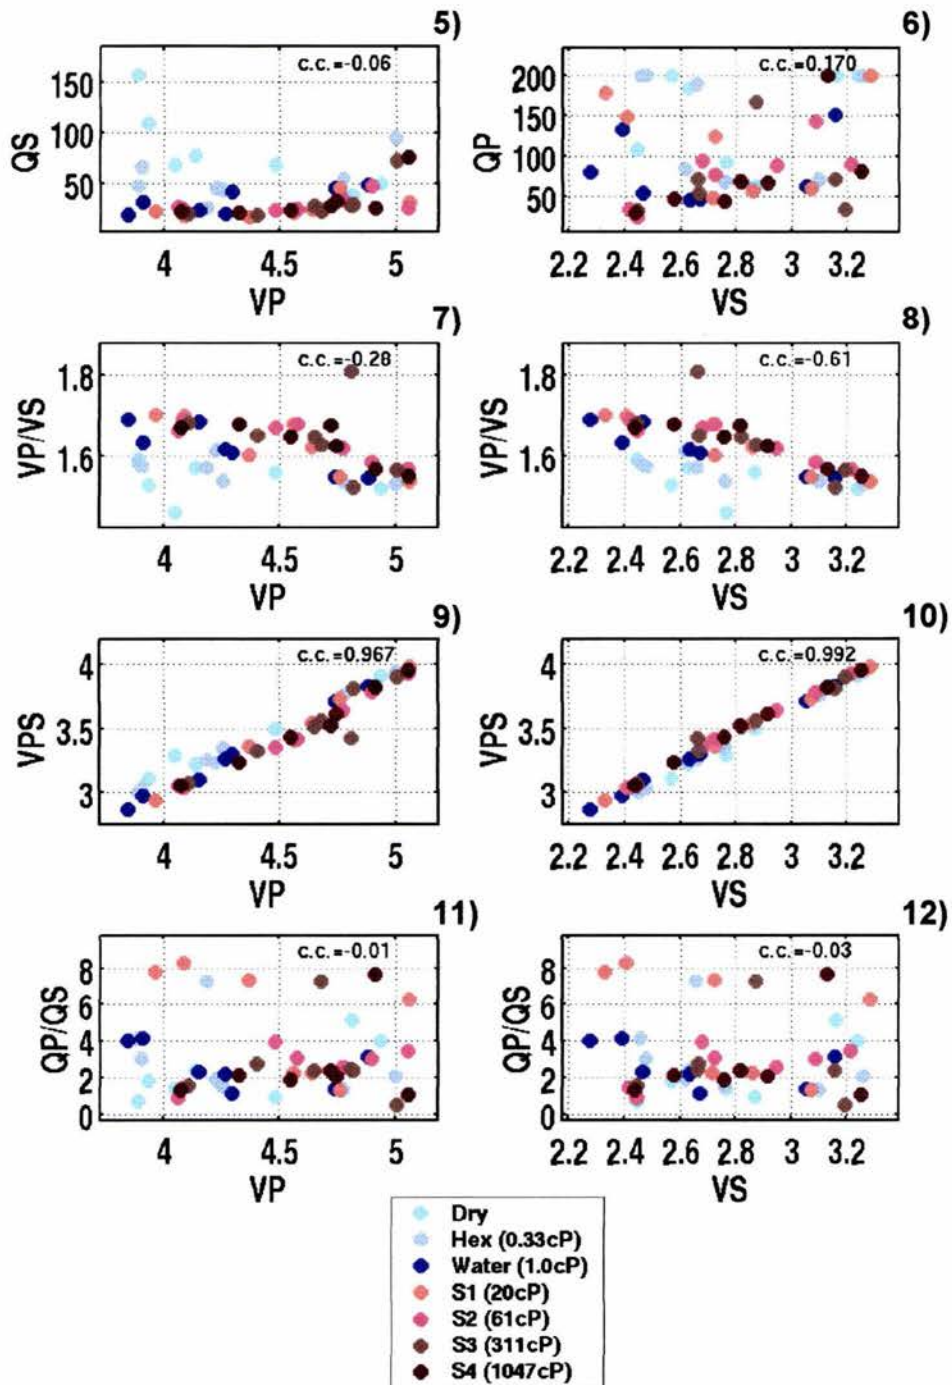 5)
c.c.=-0.06
150
100
50
QS
4 4.5 5
VP
6)
c.c.=0.170
200
150
100
50
QP
2.2 2.4 2.6 2.8 3 3.2
VS
7)
c.c.=-0.28
1.8
1.6
VP/VS
4 4.5 5
VP
8)
c.c.=-0.61
1.8
1.6
VP/VS
2.2 2.4 2.6 2.8 3 3.2
VS
9)
c.c.=0.967
4
3.5
3
VPS
4 4.5 5
VP
10)
c.c.=0.992
4
3.5
3
VPS
2.2 2.4 2.6 2.8 3 3.2
VS
11)
c.c.=-0.01
8
6
4
2
0
QP/QS
4 4.5 5
VP
12)
c.c.=-0.03
8
6
4
2
0
QP/QS
2.2 2.4 2.6 2.8 3 3.2
VS
Dry
Hex (0.33cP)
Water (1.0cP)
S1 (20cP)
S2 (61cP)
S3 (311cP)
S4 (1047cP)